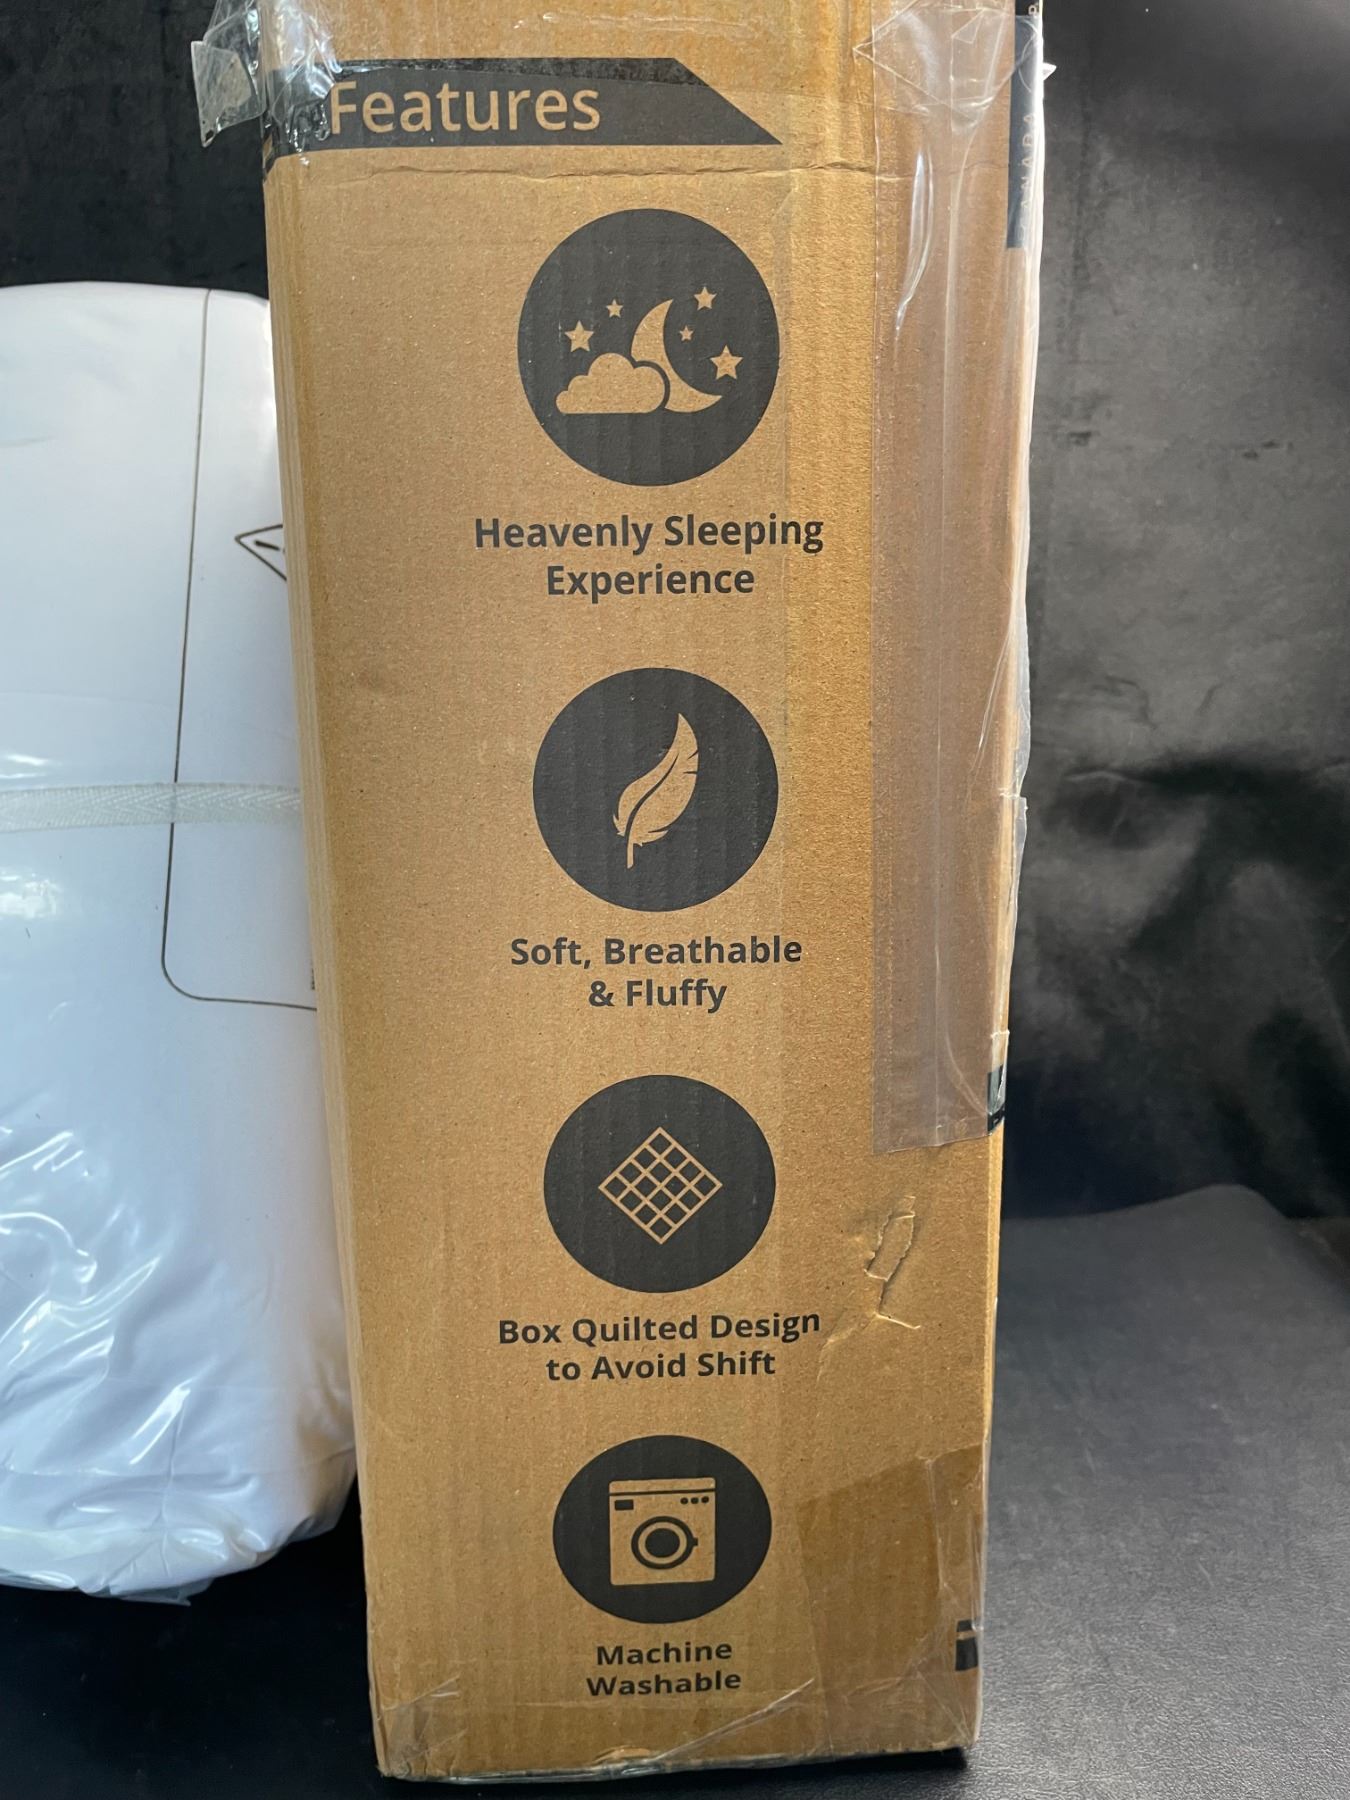 Features
Heavenly Sleeping
Experience
Soft, Breathable
& Fluffy
Box Quilted Design
to Avoid Shift
Machine
Washable